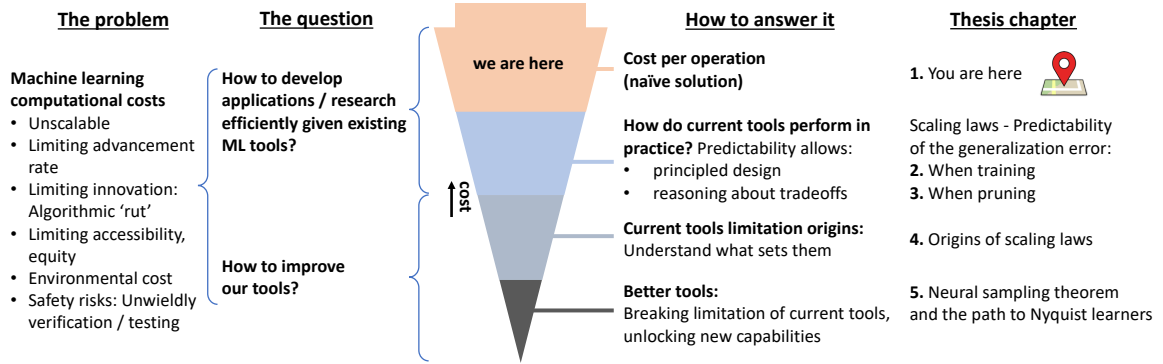 The problem
The question
How to answer it
Thesis chapter
Machine learning
computational costs
• Unscalable
• Limiting advancement
rate
• Limiting innovation:
Algorithmic ‘rut’
• Limiting accessibility,
equity
• Environmental cost
• Safety risks: Unwieldly
verification / testing
How to develop
applications / research
efficiently given existing
ML tools?
How to improve
our tools?
we are here
cost
Cost per operation
(naïve solution)
How do current tools perform in
practice? Predictability allows:
• principled design
• reasoning about tradeoffs
Current tools limitation origins:
Understand what sets them
Better tools:
Breaking limitation of current tools,
unlocking new capabilities
1. You are here
Scaling laws - Predictability
of the generalization error:
2. When training
3. When pruning
4. Origins of scaling laws
5. Neural sampling theorem
and the path to Nyquist learners